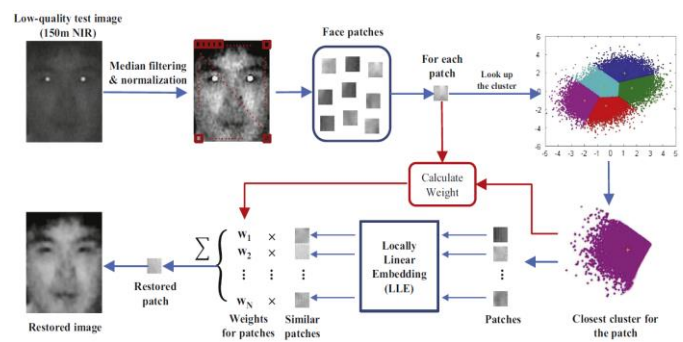 Low-quality test image
(150m NIR)
Median filtering
& normalization
Face patches
For each
patch
Look up
the cluster
6
4
2
0
-2
-4
-6
-5 -4 -3 -2 -1 0 1 2 3 4 5
Calculate
Weight
Closest cluster for
the patch
Patches
Locally
Linear
Embedding
(LLE)
Similar
patches
w1 ×
w2 ×
⋮ ⋮ ⋮ ⋮
wN ×
Weights
for patches
∑
Restored
patch
Restored image